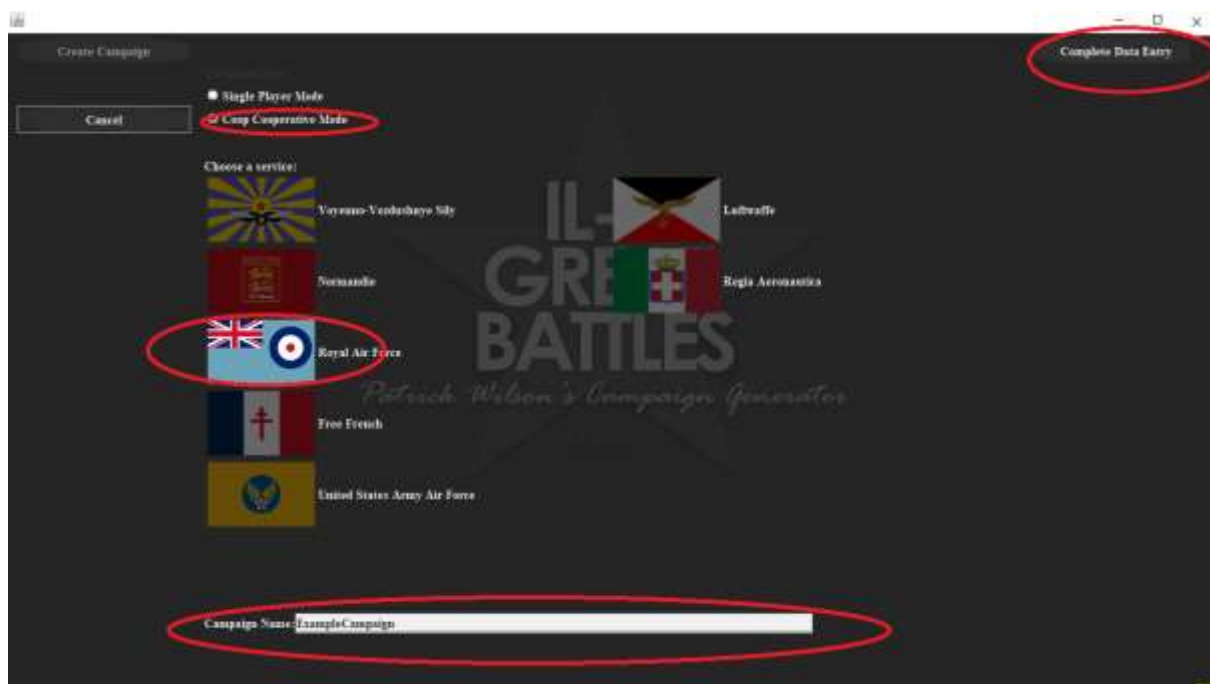 Create Campaign
Complete Data Entry
Single Player Mode
Cancel
Coop Cooperative Mode
Choose a service:
Voyenno-Vozdushnye Sily
Luftwaffe
Normandie
Regia Aeronautica
Royal Air Force
Free French
United States Army Air Force
IL-
GRE
BATTLES
Patrick Wilson's Campaign Generator
Campaign Name: ExampleCampaign